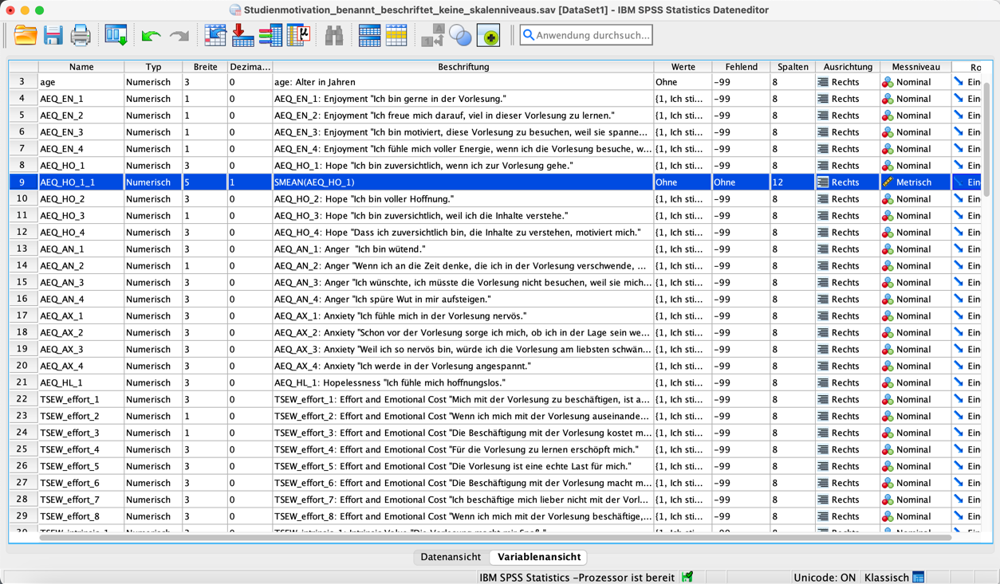 Studienmotivation_benannt_beschriftet_keine_skalenniveaus.sav [DataSet1] - IBM SPSS Statistics Dateneditor
Anwendung durchsuch...
Name Typ Breite Dezima... Beschriftung Werte Fehlend Spalten Ausrichtung Messniveau Ro
3 age Numerisch 3 0 age: Alter in Jahren Ohne -99 8 Rechts Nominal Ein
4 AEQ_EN_1 Numerisch 1 0 AEQ_EN_1: Enjoyment "Ich bin gerne in der Vorlesung." {1, Ich sti... -99 8 Rechts Nominal Ein
5 AEQ_EN_2 Numerisch 1 0 AEQ_EN_2: Enjoyment "Ich freue mich darauf, viel in dieser Vorlesung zu lernen." {1, Ich sti... -99 8 Rechts Nominal Ein
6 AEQ_EN_3 Numerisch 1 0 AEQ_EN_3: Enjoyment "Ich bin motiviert, diese Vorlesung zu besuchen, weil sie spanne... {1, Ich sti... -99 8 Rechts Nominal Ein
7 AEQ_EN_4 Numerisch 1 0 AEQ_EN_4: Enjoyment "Ich fühle mich voller Energie, wenn ich die Vorlesung besuche, w... {1, Ich sti... -99 8 Rechts Nominal Ein
8 AEQ_HO_1 Numerisch 3 0 AEQ_HO_1: Hope "Ich bin zuversichtlich, wenn ich zur Vorlesung gehe." {1, Ich sti... -99 8 Rechts Nominal Ein
9 AEQ_HO_1_1 Numerisch 5 1 SMEAN(AEQ_HO_1) Ohne Ohne 12 Rechts Metrisch Ein
10 AEQ_HO_2 Numerisch 3 0 AEQ_HO_2: Hope "Ich bin voller Hoffnung." {1, Ich sti... -99 8 Rechts Nominal Ein
11 AEQ_HO_3 Numerisch 1 0 AEQ_HO_3: Hope "Ich bin zuversichtlich, weil ich die Inhalte verstehe." {1, Ich sti... -99 8 Rechts Nominal Ein
12 AEQ_HO_4 Numerisch 3 0 AEQ_HO_4: Hope "Dass ich zuversichtlich bin, die Inhalte zu verstehen, motiviert mich." {1, Ich sti... -99 8 Rechts Nominal Ein
13 AEQ_AN_1 Numerisch 3 0 AEQ_AN_1: Anger  "Ich bin wütend." {1, Ich sti... -99 8 Rechts Nominal Ein
14 AEQ_AN_2 Numerisch 1 0 AEQ_AN_2: Anger "Wenn ich an die Zeit denke, die ich in der Vorlesung verschwende, ... {1, Ich sti... -99 8 Rechts Nominal Ein
15 AEQ_AN_3 Numerisch 3 0 AEQ_AN_3: Anger "Ich wünschte, ich müsste die Vorlesung nicht besuchen, weil sie mich... {1, Ich sti... -99 8 Rechts Nominal Ein
16 AEQ_AN_4 Numerisch 3 0 AEQ_AN_4: Anger "Ich spüre Wut in mir aufsteigen." {1, Ich sti... -99 8 Rechts Nominal Ein
17 AEQ_AX_1 Numerisch 3 0 AEQ_AX_1: Anxiety "Ich fühle mich in der Vorlesung nervös." {1, Ich sti... -99 8 Rechts Nominal Ein
18 AEQ_AX_2 Numerisch 3 0 AEQ_AX_2: Anxiety "Schon vor der Vorlesung sorge ich mich, ob ich in der Lage sein we... {1, Ich sti... -99 8 Rechts Nominal Ein
19 AEQ_AX_3 Numerisch 3 0 AEQ_AX_3: Anxiety "Weil ich so nervös bin, würde ich die Vorlesung am liebsten schwän... {1, Ich sti... -99 8 Rechts Nominal Ein
20 AEQ_AX_4 Numerisch 3 0 AEQ_AX_4: Anxiety "Ich werde in der Vorlesung angespannt." {1, Ich sti... -99 8 Rechts Nominal Ein
21 AEQ_HL_1 Numerisch 3 0 AEQ_HL_1: Hopelessness "Ich fühle mich hoffnungslos." {1, Ich sti... -99 8 Rechts Nominal Ein
22 TSEW_effort_1 Numerisch 3 0 TSEW_effort_1: Effort and Emotional Cost "Mich mit der Vorlesung zu beschäftigen, ist a... {1, Ich sti... -99 8 Rechts Nominal Ein
23 TSEW_effort_2 Numerisch 1 0 TSEW_effort_2: Effort and Emotional Cost "Wenn ich mich mit der Vorlesung auseinande... {1, Ich sti... -99 8 Rechts Nominal Ein
24 TSEW_effort_3 Numerisch 1 0 TSEW_effort_3: Effort and Emotional Cost "Die Beschäftigung mit der Vorlesung kostet m... {1, Ich sti... -99 8 Rechts Nominal Ein
25 TSEW_effort_4 Numerisch 3 0 TSEW_effort_4: Effort and Emotional Cost "Für die Vorlesung zu lernen erschöpft mich." {1, Ich sti... -99 8 Rechts Nominal Ein
26 TSEW_effort_5 Numerisch 3 0 TSEW_effort_5: Effort and Emotional Cost "Die Vorlesung ist eine echte Last für mich." {1, Ich sti... -99 8 Rechts Nominal Ein
27 TSEW_effort_6 Numerisch 3 0 TSEW_effort_6: Effort and Emotional Cost "Die Beschäftigung mit der Vorlesung macht m... {1, Ich sti... -99 8 Rechts Nominal Ein
28 TSEW_effort_7 Numerisch 3 0 TSEW_effort_7: Effort and Emotional Cost "Ich beschäftige mich lieber nicht mit der Vorl... {1, Ich sti... -99 8 Rechts Nominal Ein
29 TSEW_effort_8 Numerisch 3 0 TSEW_effort_8: Effort and Emotional Cost "Wenn ich mich mit der Vorlesung beschäftige,... {1, Ich sti... -99 8 Rechts Nominal Ein
Datenansicht Variablenansicht
IBM SPSS Statistics -Prozessor ist bereit Unicode: ON Klassisch